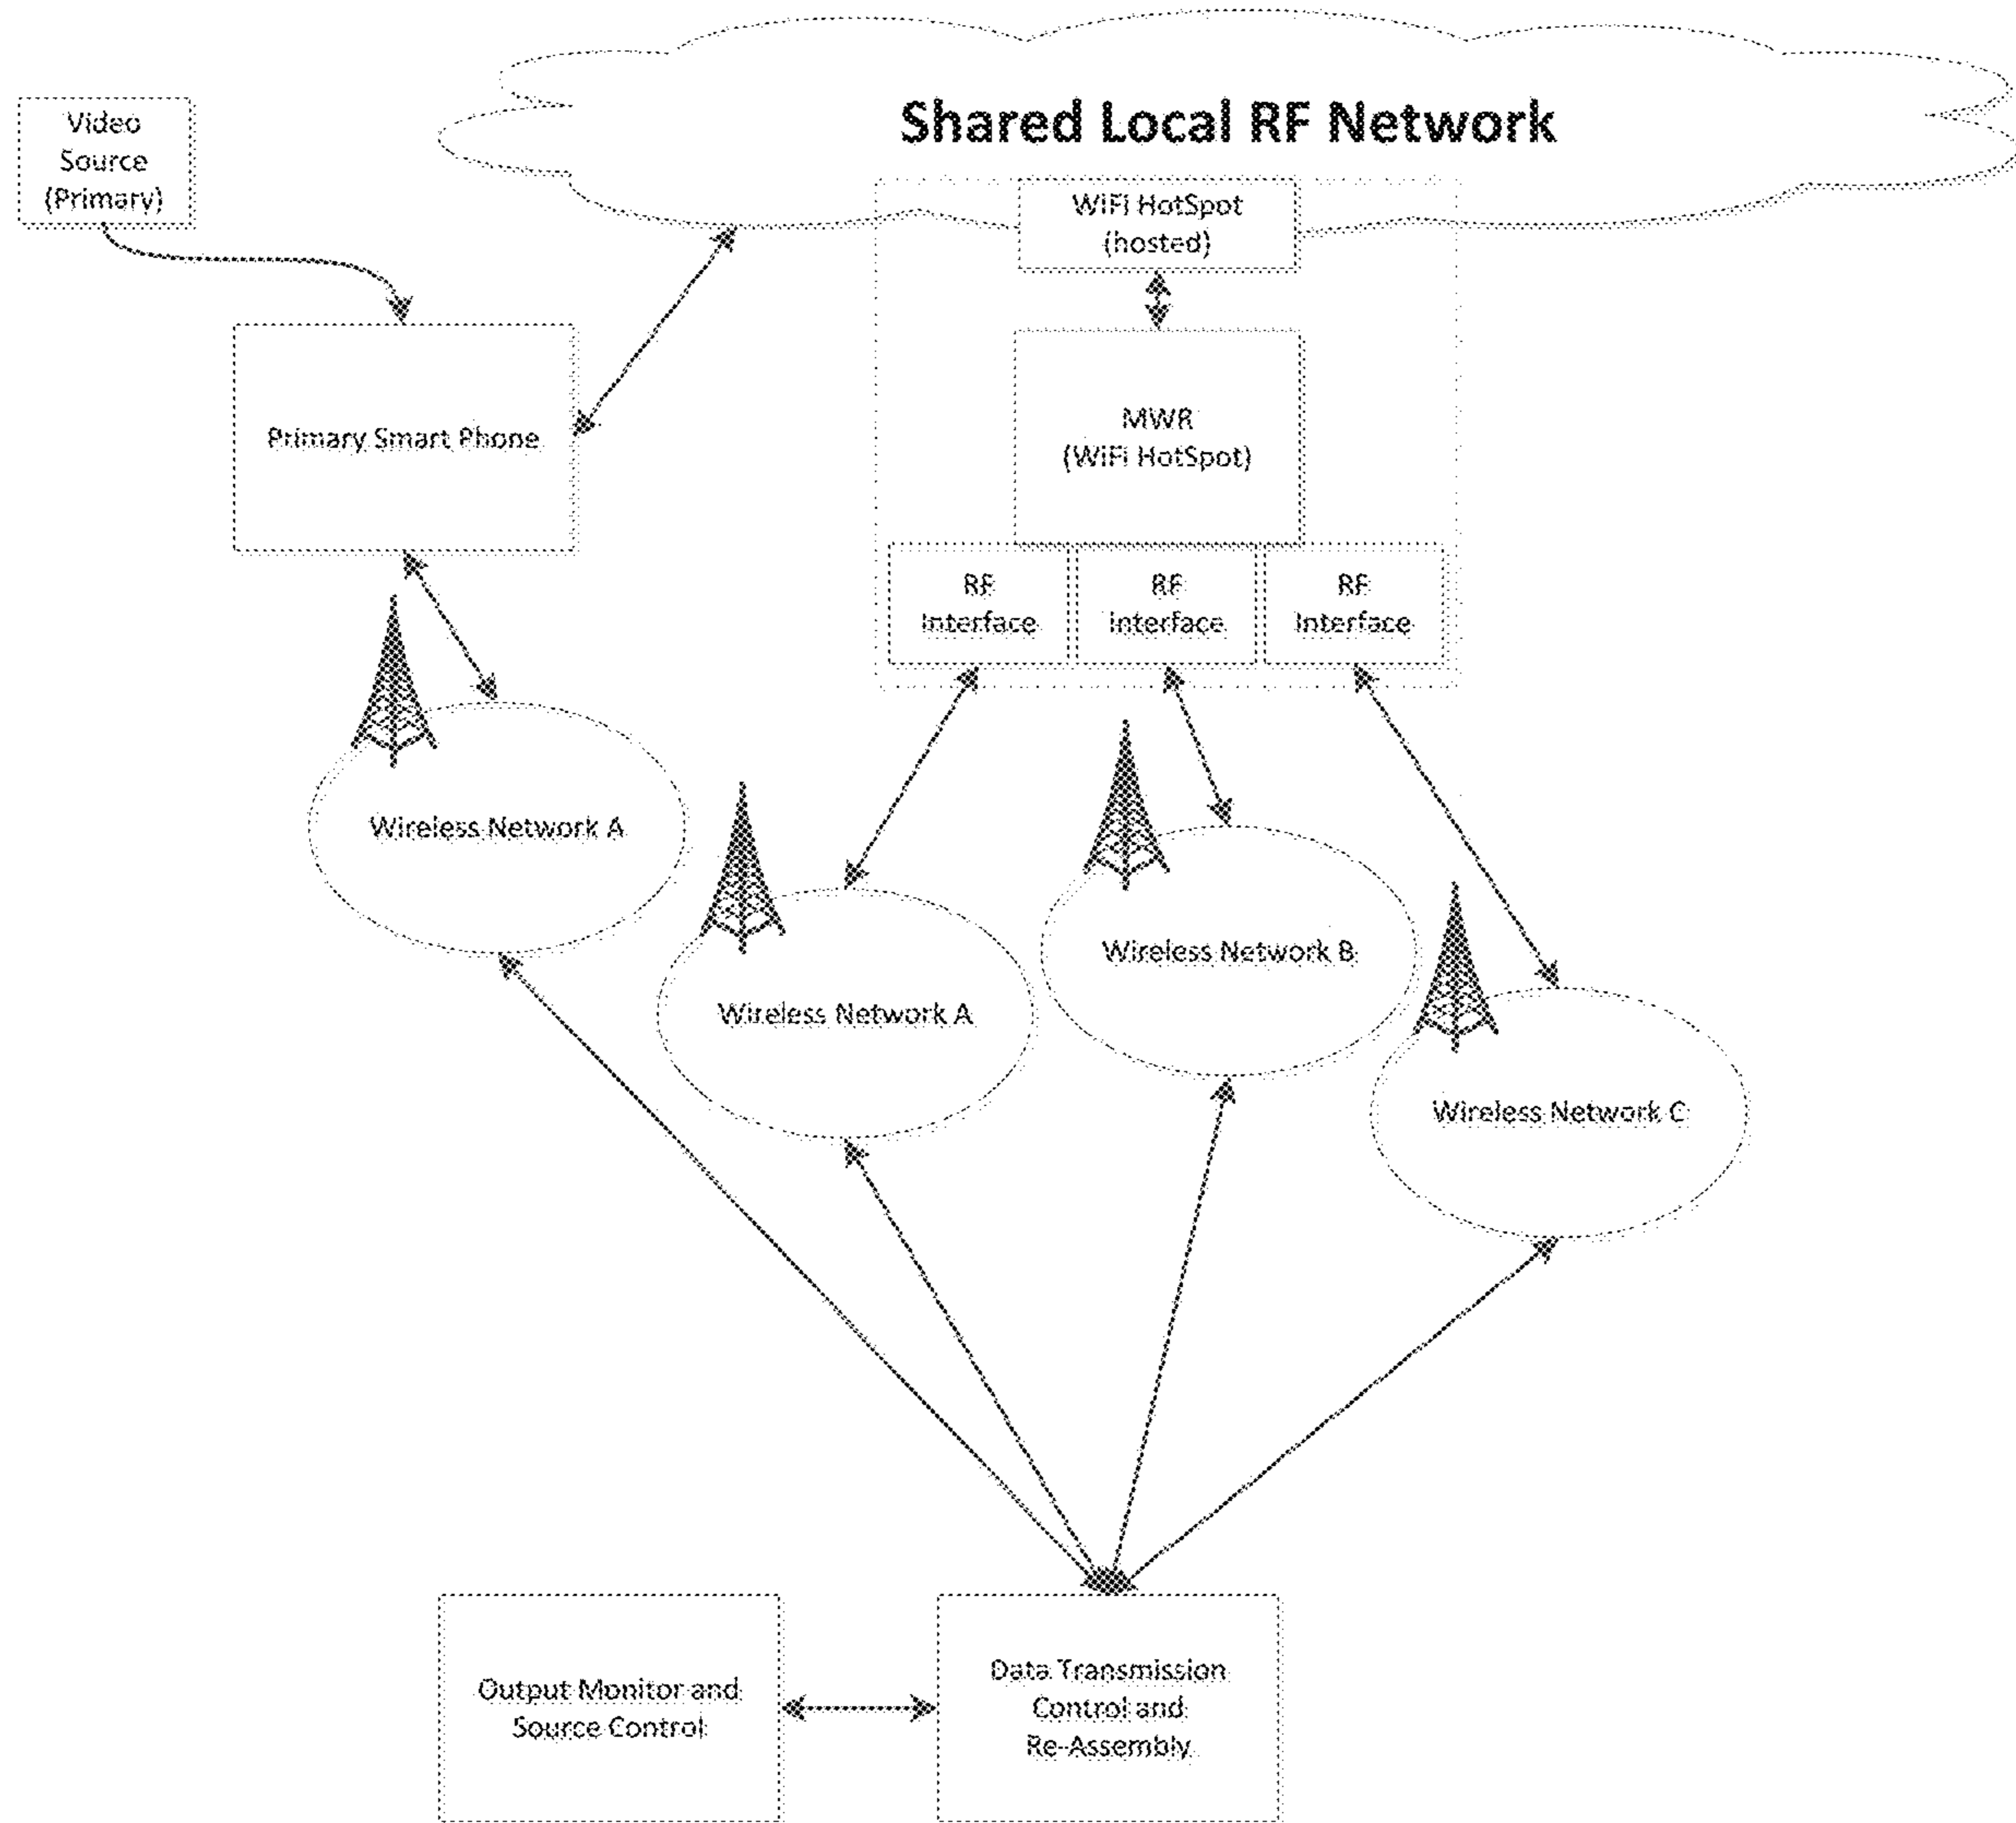 Shared Local RF Network
Video
Source
(Primary)
WiFi HotSpot
(hosted)
Primary Smart Phone
MWR
(WiFi HotSpot)
RF
Interface
RF
Interface
RF
Interface
Wireless Network A
Wireless Network A
Wireless Network B
Wireless Network C
Output Monitor and
Source Control
Data Transmission
Control and
Re-Assembly